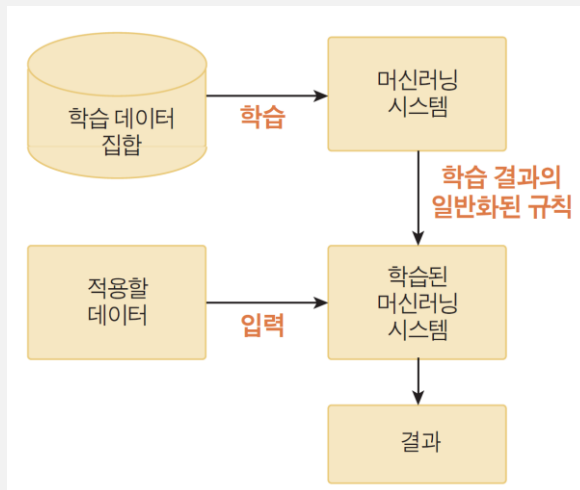 학습 데이터
집합
학습
머신러닝
시스템
학습 결과의
일반화된 규칙
적용할
데이터
입력
학습된
머신러닝
시스템
결과